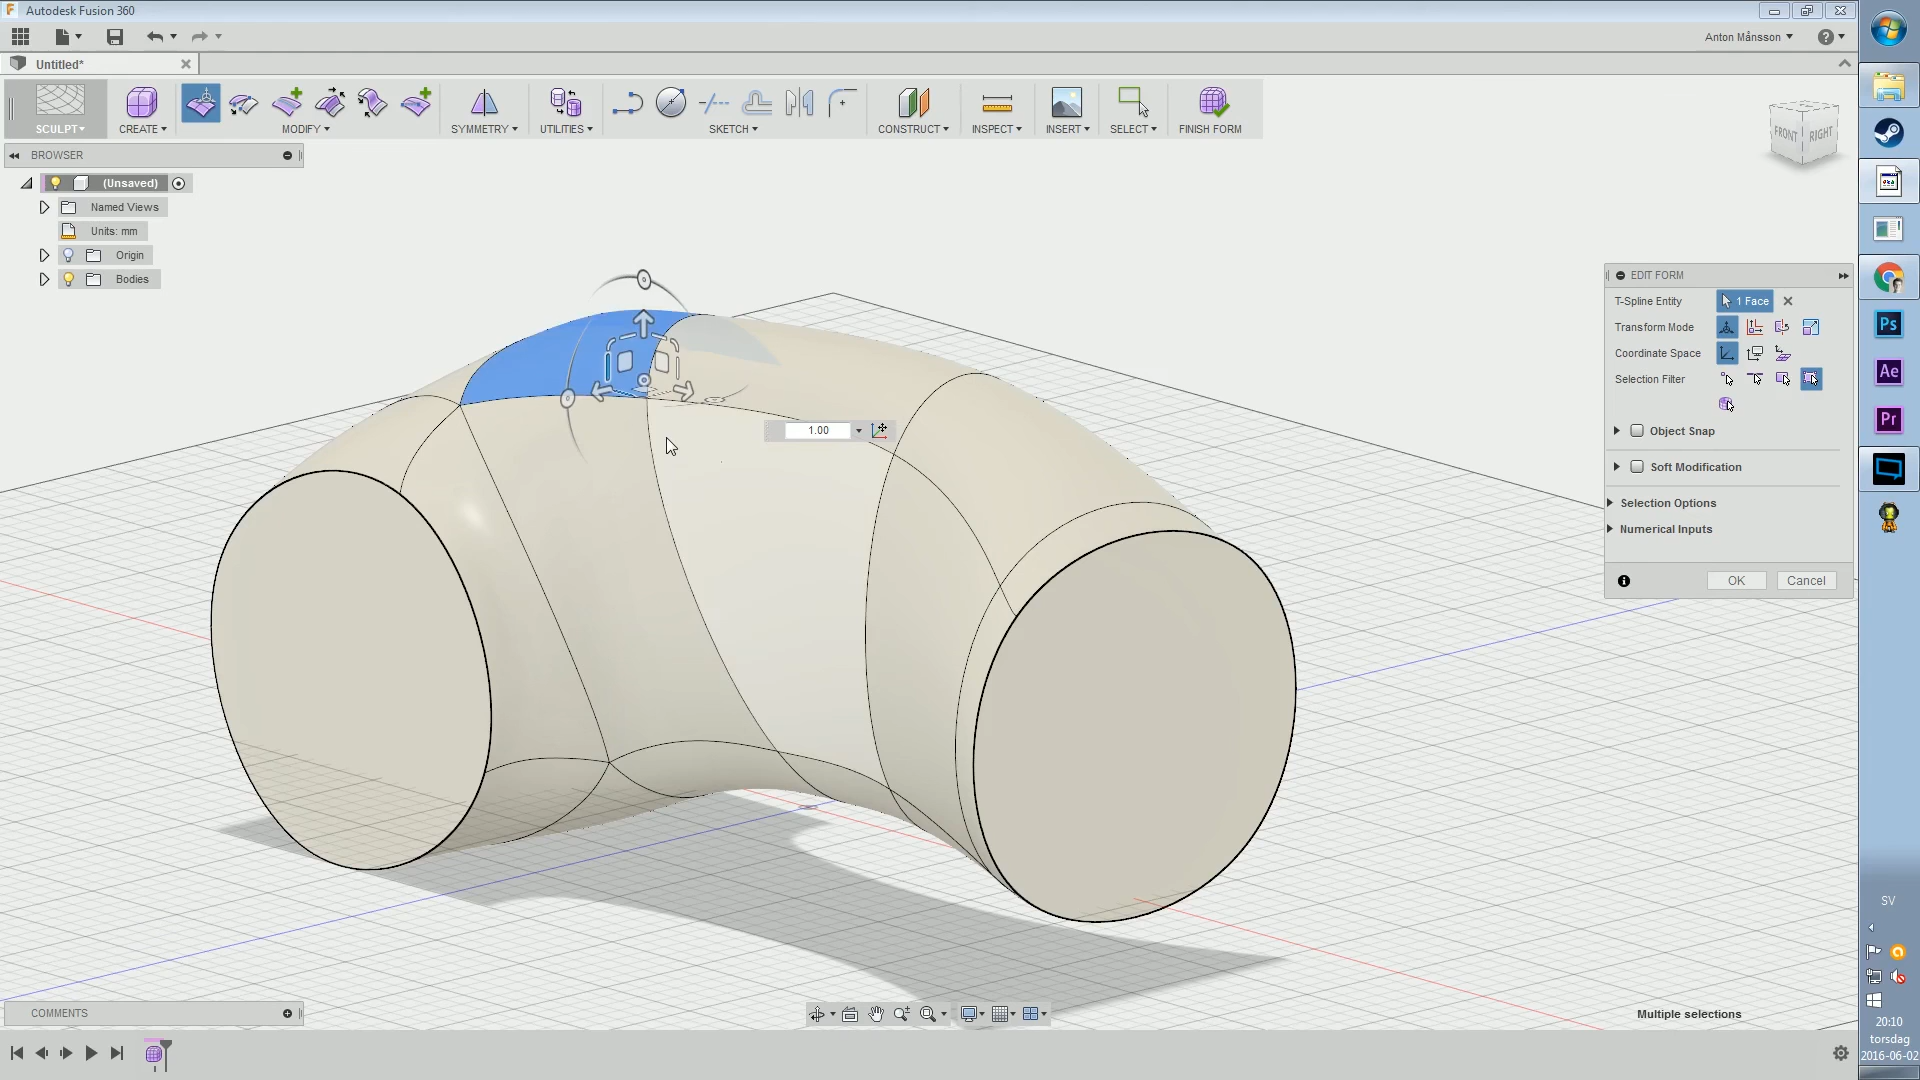 Autodesk Fusion 360
Anton Månsson
Untitled*
SCULPT
CREATE
MODIFY
SYMMETRY
UTILITIES
SKETCH
CONSTRUCT
INSPECT
INSERT
SELECT
FINISH FORM
FRONT
RIGHT
BROWSER
(Unsaved)
Named Views
Units: mm
Origin
Bodies
1.00
EDIT FORM
T-Spline Entity
1 Face
Transform Mode
Coordinate Space
Selection Filter
Object Snap
Soft Modification
Selection Options
Numerical Inputs
OK
Cancel
Ps
Ae
Pr
SV
COMMENTS
Multiple selections
20:10
torsdag
2016-06-02